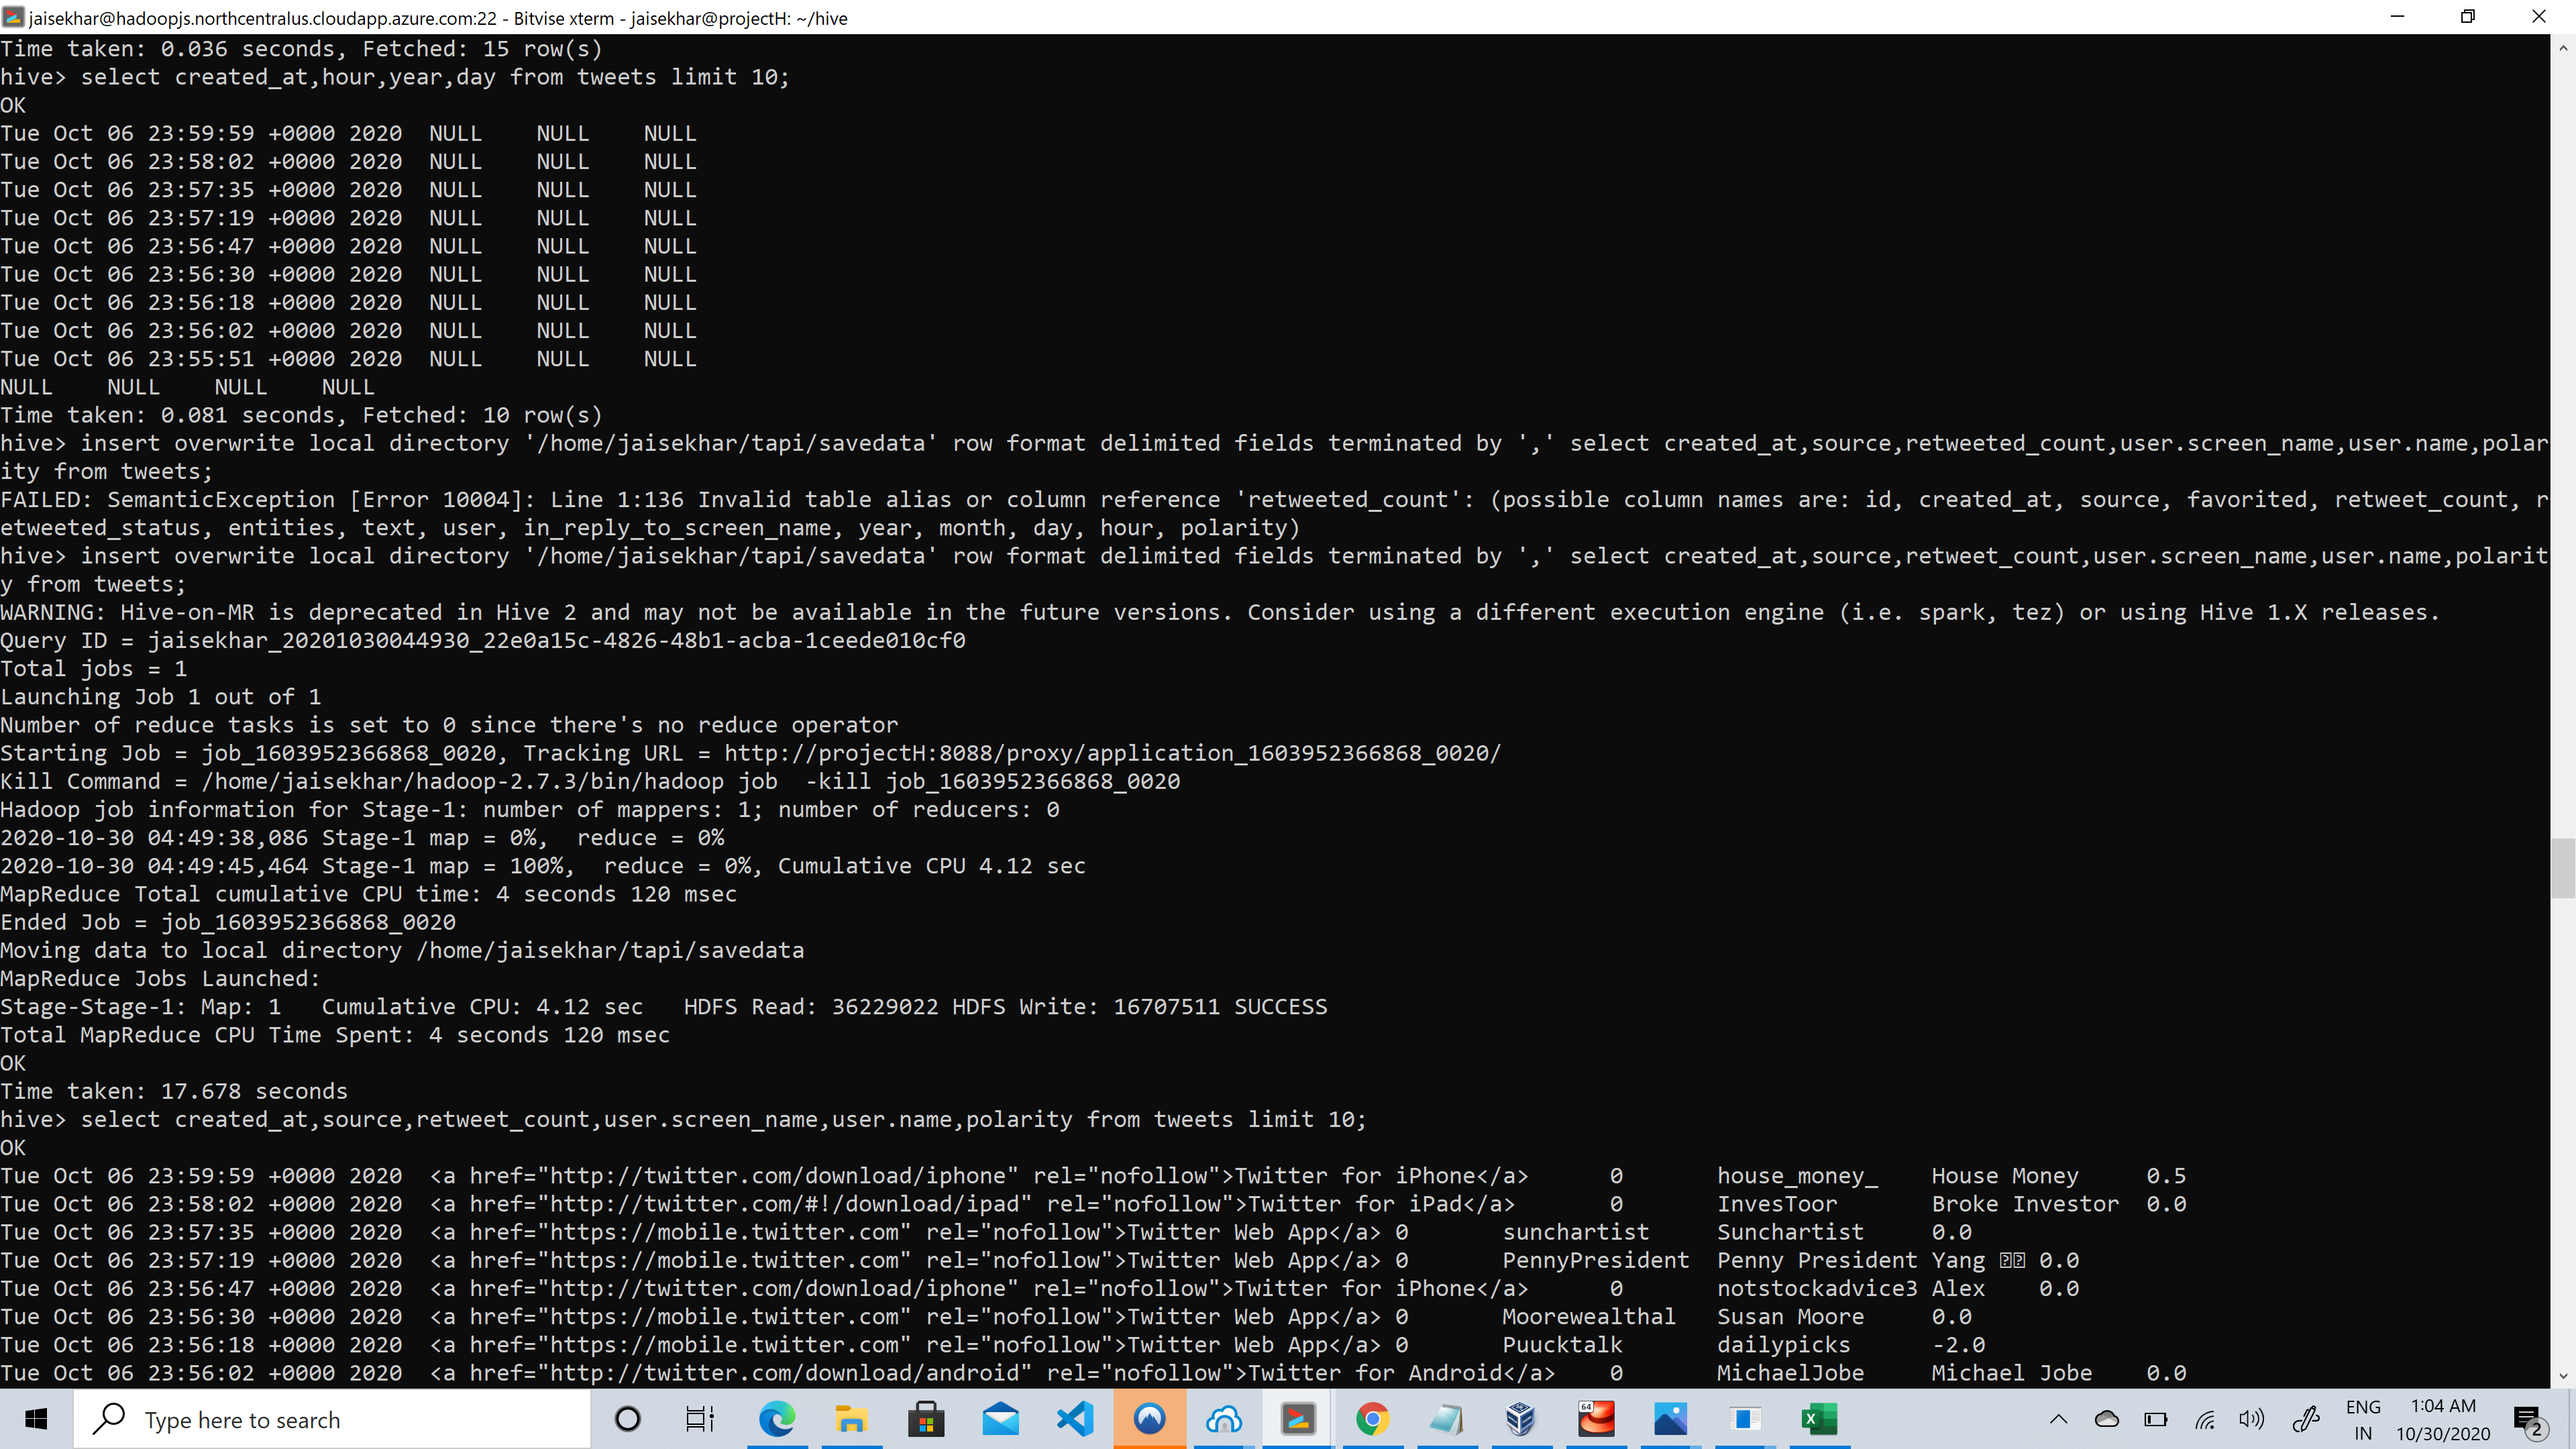 jaisekhar@hadoopjs.northcentralus.cloudapp.azure.com:22 - Bitvise xterm - jaisekhar@projectH: ~/hive
Time taken: 0.036 seconds, Fetched: 15 row(s)
hive> select created_at,hour,year,day from tweets limit 10;
OK
Tue Oct 06 23:59:59 +0000 2020  NULL    NULL    NULL
Tue Oct 06 23:58:02 +0000 2020  NULL    NULL    NULL
Tue Oct 06 23:57:35 +0000 2020  NULL    NULL    NULL
Tue Oct 06 23:57:19 +0000 2020  NULL    NULL    NULL
Tue Oct 06 23:56:47 +0000 2020  NULL    NULL    NULL
Tue Oct 06 23:56:30 +0000 2020  NULL    NULL    NULL
Tue Oct 06 23:56:18 +0000 2020  NULL    NULL    NULL
Tue Oct 06 23:56:02 +0000 2020  NULL    NULL    NULL
Tue Oct 06 23:55:51 +0000 2020  NULL    NULL    NULL
NULL    NULL    NULL    NULL
Time taken: 0.081 seconds, Fetched: 10 row(s)
hive> insert overwrite local directory '/home/jaisekhar/tapi/savedata' row format delimited fields terminated by ',' select created_at,source,retweeted_count,user.screen_name,user.name,polar
ity from tweets;
FAILED: SemanticException [Error 10004]: Line 1:136 Invalid table alias or column reference 'retweeted_count': (possible column names are: id, created_at, source, favorited, retweet_count, r
etweeted_status, entities, text, user, in_reply_to_screen_name, year, month, day, hour, polarity)
hive> insert overwrite local directory '/home/jaisekhar/tapi/savedata' row format delimited fields terminated by ',' select created_at,source,retweet_count,user.screen_name,user.name,polarit
y from tweets;
WARNING: Hive-on-MR is deprecated in Hive 2 and may not be available in the future versions. Consider using a different execution engine (i.e. spark, tez) or using Hive 1.X releases.
Query ID = jaisekhar_20201030044930_22e0a15c-4826-48b1-acba-1ceede010cf0
Total jobs = 1
Launching Job 1 out of 1
Number of reduce tasks is set to 0 since there's no reduce operator
Starting Job = job_1603952366868_0020, Tracking URL = http://projectH:8088/proxy/application_1603952366868_0020/
Kill Command = /home/jaisekhar/hadoop-2.7.3/bin/hadoop job  -kill job_1603952366868_0020
Hadoop job information for Stage-1: number of mappers: 1; number of reducers: 0
2020-10-30 04:49:38,086 Stage-1 map = 0%,  reduce = 0%
2020-10-30 04:49:45,464 Stage-1 map = 100%,  reduce = 0%, Cumulative CPU 4.12 sec
MapReduce Total cumulative CPU time: 4 seconds 120 msec
Ended Job = job_1603952366868_0020
Moving data to local directory /home/jaisekhar/tapi/savedata
MapReduce Jobs Launched:
Stage-Stage-1: Map: 1   Cumulative CPU: 4.12 sec   HDFS Read: 36229022 HDFS Write: 16707511 SUCCESS
Total MapReduce CPU Time Spent: 4 seconds 120 msec
OK
Time taken: 17.678 seconds
hive> select created_at,source,retweet_count,user.screen_name,user.name,polarity from tweets limit 10;
OK
Tue Oct 06 23:59:59 +0000 2020  <a href="http://twitter.com/download/iphone" rel="nofollow">Twitter for iPhone</a>      0       house_money_    House Money     0.5
Tue Oct 06 23:58:02 +0000 2020  <a href="http://twitter.com/#!/download/ipad" rel="nofollow">Twitter for iPad</a>       0       InvesToor       Broke Investor  0.0
Tue Oct 06 23:57:35 +0000 2020  <a href="https://mobile.twitter.com" rel="nofollow">Twitter Web App</a> 0       sunchartist     Sunchartist     0.0
Tue Oct 06 23:57:19 +0000 2020  <a href="https://mobile.twitter.com" rel="nofollow">Twitter Web App</a> 0       PennyPresident  Penny President Yang 0.0
Tue Oct 06 23:56:47 +0000 2020  <a href="http://twitter.com/download/iphone" rel="nofollow">Twitter for iPhone</a>      0       notstockadvice3 Alex    0.0
Tue Oct 06 23:56:30 +0000 2020  <a href="https://mobile.twitter.com" rel="nofollow">Twitter Web App</a> 0       Moorewealthal   Susan Moore     0.0
Tue Oct 06 23:56:18 +0000 2020  <a href="https://mobile.twitter.com" rel="nofollow">Twitter Web App</a> 0       Puucktalk       dailypicks      -2.0
Tue Oct 06 23:56:02 +0000 2020  <a href="http://twitter.com/download/android" rel="nofollow">Twitter for Android</a>    0       MichaelJobe     Michael Jobe    0.0
Type here to search
64
ENG
IN
1:04 AM
10/30/2020
2